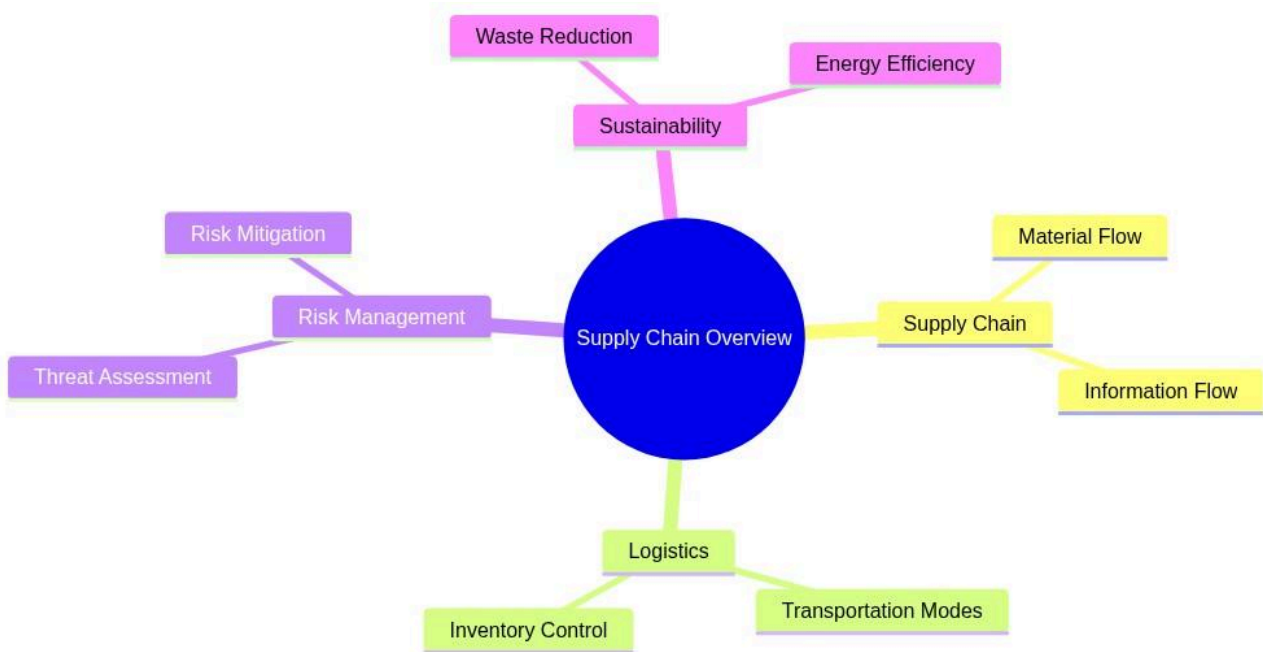 Waste Reduction
Energy Efficiency
Sustainability
Risk Mitigation
Material Flow
Risk Management
Supply Chain Overview
Supply Chain
Threat Assessment
Information Flow
Logistics
Transportation Modes
Inventory Control